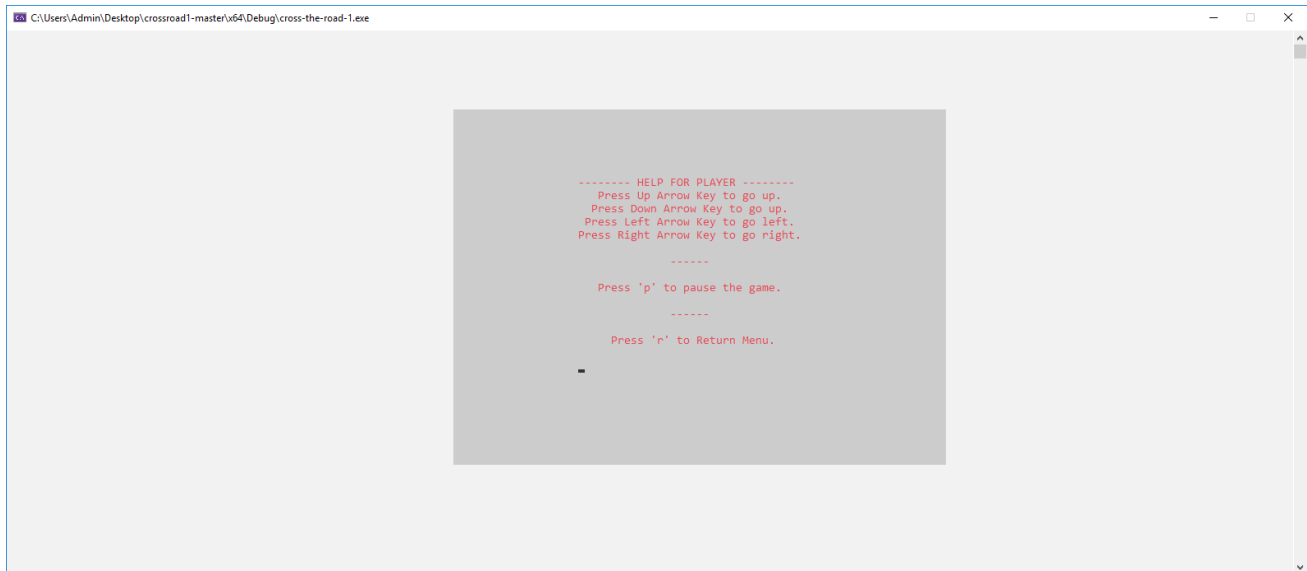 C:\Users\Admin\Desktop\crossroad1-master\x64\Debug\cross-the-road-1.exe
-------- HELP FOR PLAYER --------
Press Up Arrow Key to go up.
Press Down Arrow Key to go up.
Press Left Arrow Key to go left.
Press Right Arrow Key to go right.
------
Press 'p' to pause the game.
------
Press 'r' to Return Menu.